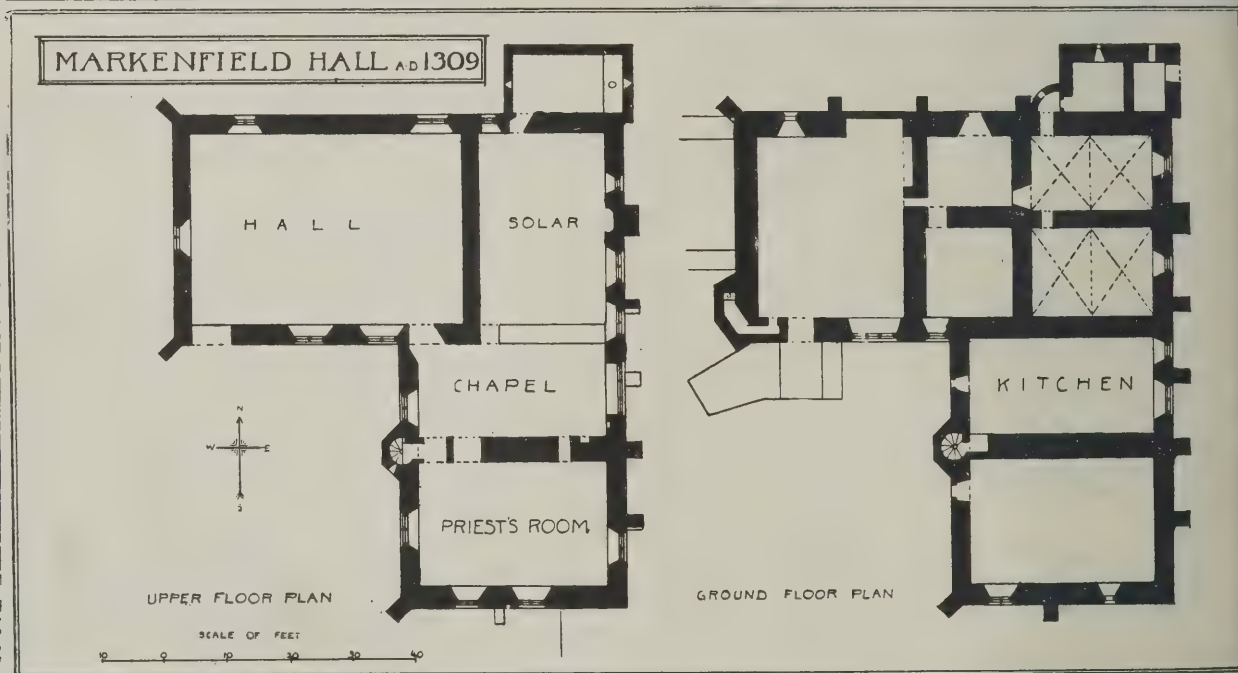 MARKENFIELD HALL A.D 1309
HALL
SOLAR
CHAPEL
KITCHEN
N
W E
S
PRIEST'S ROOM
UPPER FLOOR PLAN
GROUND FLOOR PLAN
SCALE OF FEET
10 0 10 20 30 40